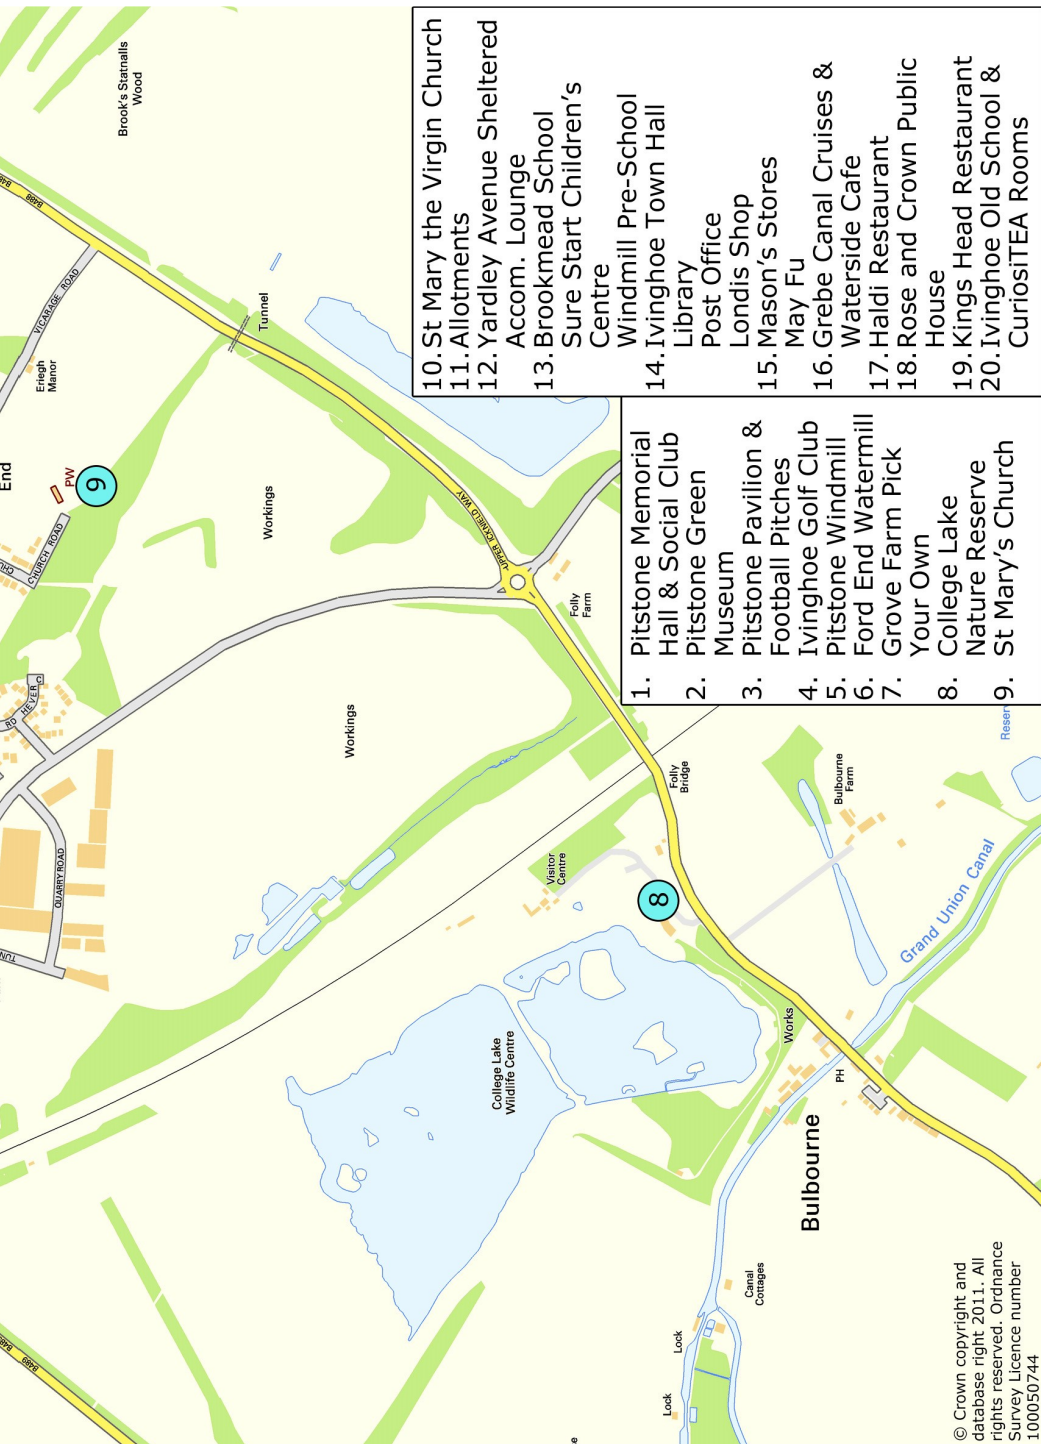 Brook's Statnalls
Wood
B488
B488
VICARAGE ROAD
Eriegh
Manor
Tunnel
End
PW
9
CHURCH ROAD
CHU
Workings
UPPER ICKNIELD WAY
Folly
Farm
HEVER C
RD
Workings
QUARRY ROAD
TUN
Folly
Bridge
Visitor
Centre
8
Bulbourne
Farm
Reser
Grand Union Canal
College Lake
Wildlife Centre
Works
PH
Bulbourne
Canal
Cottages
Lock
Lock
B489
B48
1. Pitstone Memorial
Hall & Social Club
2. Pitstone Green
Museum
3. Pitstone Pavilion &
Football Pitches
4. Ivinghoe Golf Club
5. Pitstone Windmill
6. Ford End Watermill
7. Grove Farm Pick
Your Own
8. College Lake
Nature Reserve
9. St Mary's Church
10. St Mary the Virgin Church
11. Allotments
12. Yardley Avenue Sheltered
Accom. Lounge
13. Brookmead School
Sure Start Children's
Centre
Windmill Pre-School
14. Ivinghoe Town Hall
Library
Post Office
Londis Shop
15. Mason's Stores
May Fu
16. Grebe Canal Cruises &
Waterside Cafe
17. Haldi Restaurant
18. Rose and Crown Public
House
19. Kings Head Restaurant
20. Ivinghoe Old School &
CuriosiTEA Rooms
© Crown copyright and
database right 2011. All
rights reserved. Ordnance
Survey Licence number
100050744